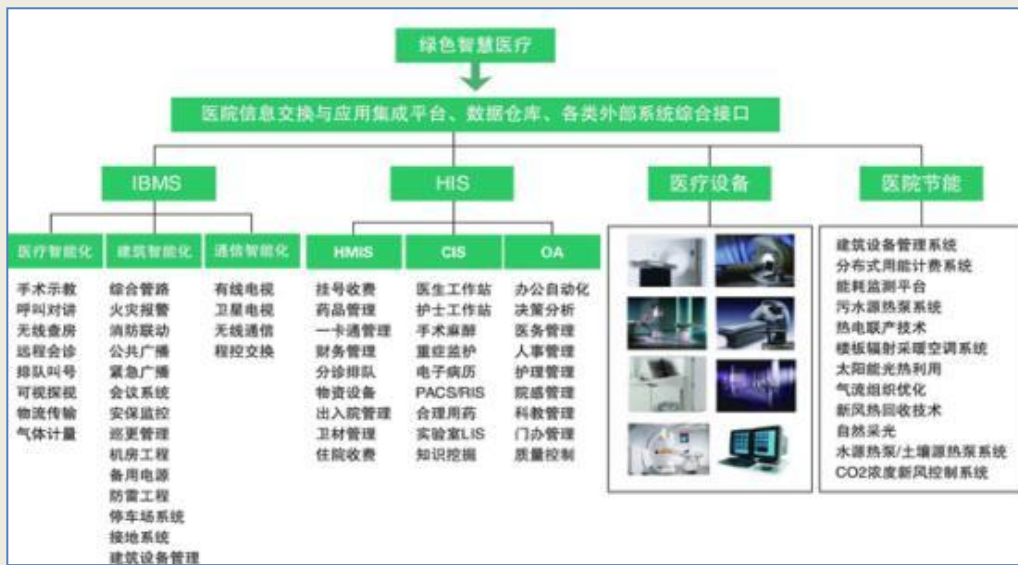 绿色智慧医疗
医院信息交换与应用集成平台、数据仓库、各类外部系统综合接口
IBMS
HIS
医疗设备
医院节能
医疗智能化
手术示教
呼叫对讲
无线查房
远程会诊
排队叫号
可视探视
物流传输
气体计量
建筑智能化
综合管路
火灾报警
消防联动
公共广播
紧急广播
会议系统
安保监控
巡更管理
机房工程
备用电源
防雷工程
停车场系统
接地系统
建筑设备管理
通信智能化
有线电视
卫星电视
无线通信
程控交换
HMIS
挂号收费
药品管理
一卡通管理
财务管理
分诊排队
物资设备
出入院管理
卫材管理
住院收费
CIS
医生工作站
护士工作站
手术麻醉
重症监护
电子病历
PACS/RIS
合理用药
实验室LIS
知识挖掘
OA
办公自动化
决策分析
医务管理
人事管理
护理管理
院感管理
科教管理
门办管理
质量控制
建筑设备管理系统
分布式用能计费系统
能耗监测平台
污水源热泵系统
热电联产技术
楼板辐射采暖空调系统
太阳能光热利用
气流组织优化
新风热回收技术
自然采光
水源热泵/土壤源热泵系统
CO2浓度新风控制系统